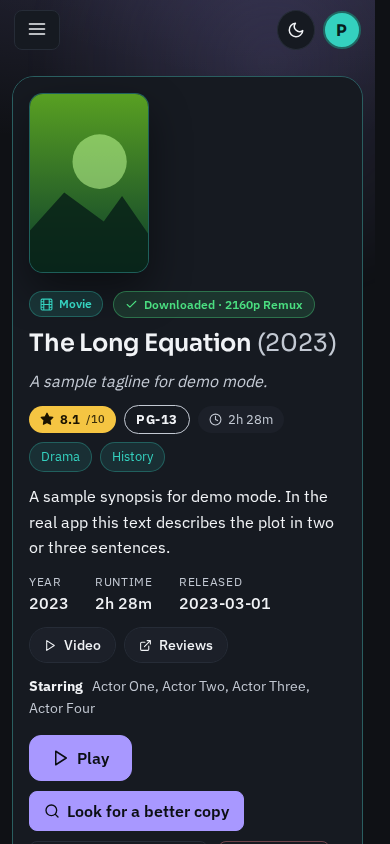 P
Movie
Downloaded · 2160p Remux
The Long Equation (2023)
A sample tagline for demo mode.
8.1 /10 PG-13 2h 28m
Drama History
A sample synopsis for demo mode. In the
real app this text describes the plot in two
or three sentences.
YEAR RUNTIME RELEASED
2023 2h 28m 2023-03-01
Video Reviews
Starring Actor One, Actor Two, Actor Three,
Actor Four
Play
Look for a better copy